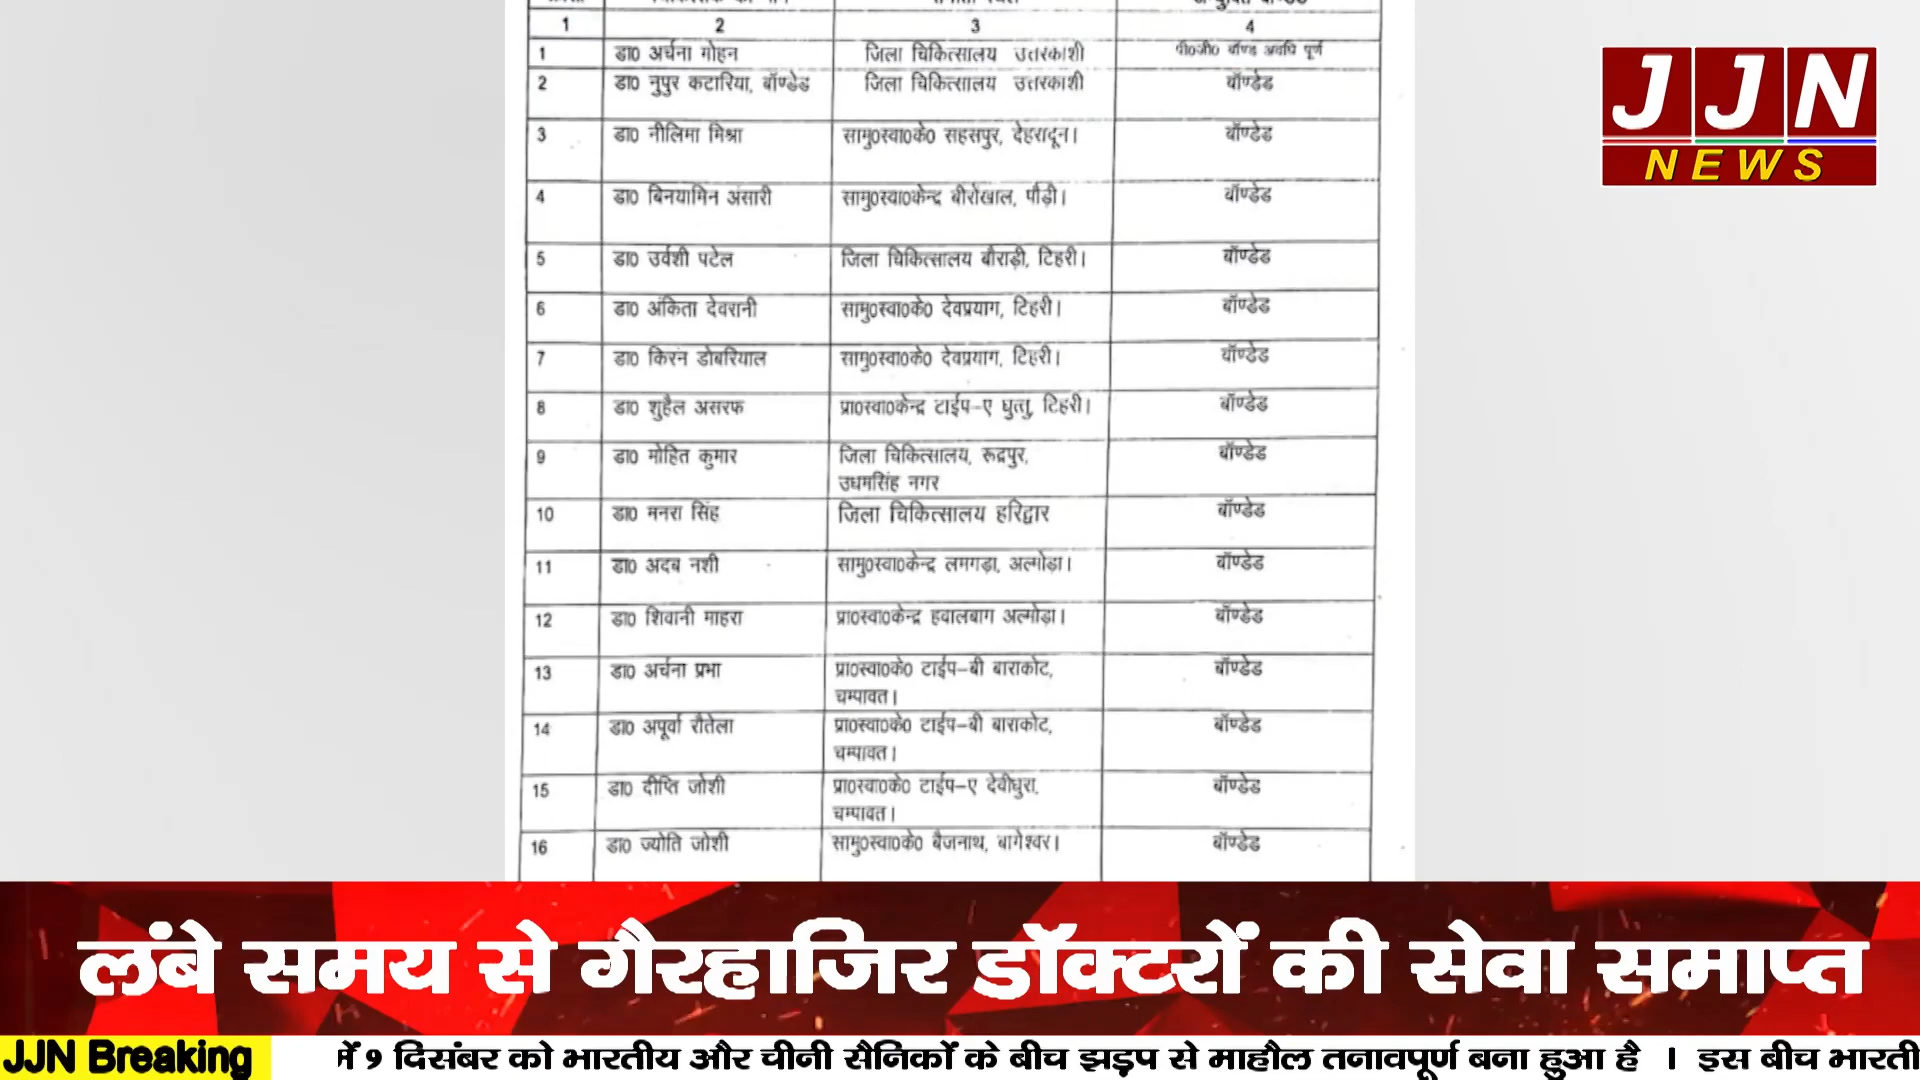 1 2 3 4
1 डा0 अर्चना गोहन जिला चिकित्सालय उत्तरकाशी पी0जी0 बॉण्ड अवधि पूर्ण
2 डा0 नुपुर कटारिया, बॉण्डेड जिला चिकित्सालय उत्तरकाशी बॉण्डेड
3 डा0 नीलिमा मिश्रा सामु0स्वा0के0 सहसपुर, देहरादून। बॉण्डेड
4 डा0 बिनयामिन अंसारी सामु0स्वा0केन्द्र बीरोंखाल, पौड़ी। बॉण्डेड
5 डा0 उर्वशी पटेल जिला चिकित्सालय बौराड़ी, टिहरी। बॉण्डेड
6 डा0 अंकिता देवरानी सामु0स्वा0के0 देवप्रयाग, टिहरी। बॉण्डेड
7 डा0 किरन डोबरियाल सामु0स्वा0के0 देवप्रयाग, टिहरी। बॉण्डेड
8 डा0 शुहैल असरफ प्रा0स्वा0केन्द्र टाईप-ए घुत्तु, टिहरी। बॉण्डेड
9 डा0 मोहित कुमार जिला चिकित्सालय, रूद्रपुर, बॉण्डेड
उधमसिंह नगर
10 डा0 मनरा सिंह जिला चिकित्सालय हरिद्वार बॉण्डेड
11 डा0 अदब नशी सामु0स्वा0केन्द्र लमगड़ा, अल्मोड़ा। बॉण्डेड
12 डा0 शिवानी माहरा प्रा0स्वा0केन्द्र हवालबाग अल्मोड़ा। बॉण्डेड
13 डा0 अर्चना प्रभा प्रा0स्वा0के0 टाईप-बी बाराकोट, बॉण्डेड
चम्पावत।
14 डा0 अपूर्वा रौतेला प्रा0स्वा0के0 टाईप-बी बाराकोट, बॉण्डेड
चम्पावत।
15 डा0 दीप्ति जोशी प्रा0स्वा0के0 टाईप-ए देवीधुरा, बॉण्डेड
चम्पावत।
16 डा0 ज्योति जोशी सामु0स्वा0के0 बैजनाथ, बागेश्वर। बॉण्डेड
JJN
NEWS
लंबे समय से गैरहाजिर डॉक्टरों की सेवा समाप्त
JJN Breaking में 9 दिसंबर को भारतीय और चीनी सैनिकों के बीच झड़प से माहौल तनावपूर्ण बना हुआ है । इस बीच भारती